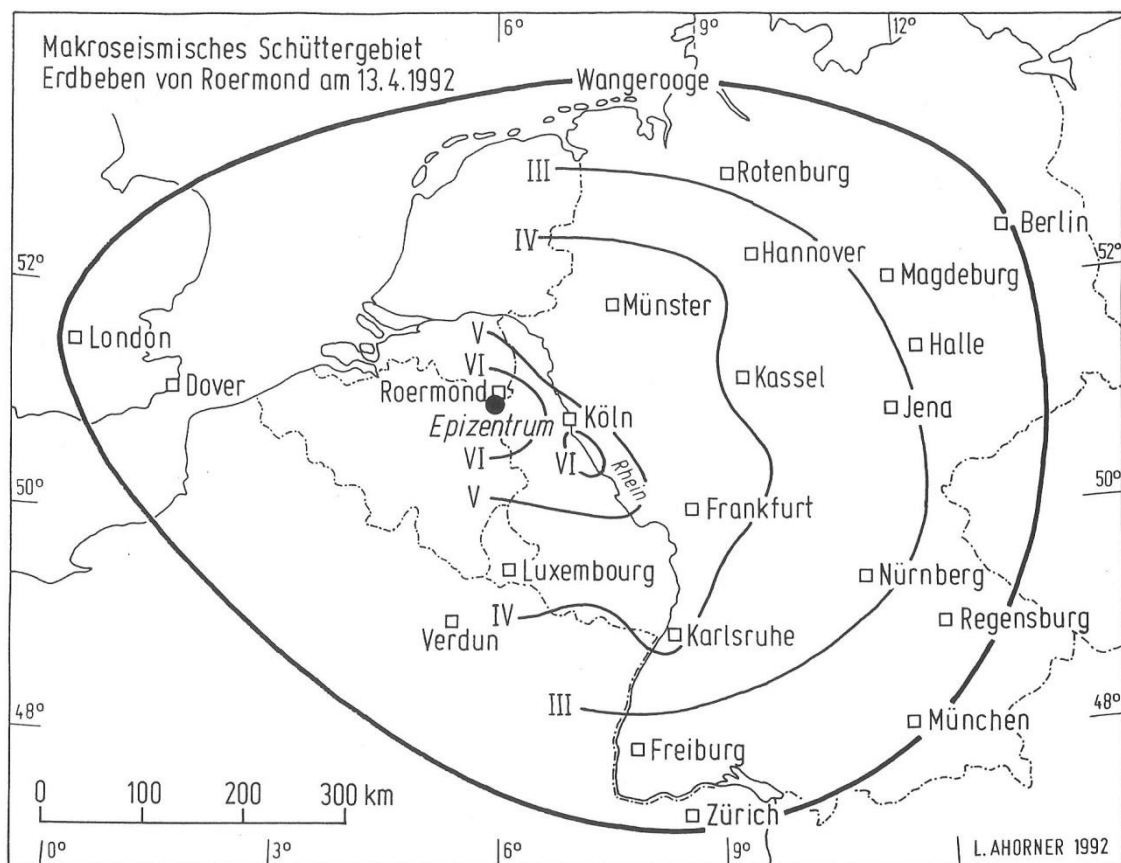 6° 9° 12°
Makroseismisches Schüttergebiet
Erdbeben von Roermond am 13.4.1992
Wangerooge
III
Rotenburg
Berlin
IV
Hannover
52°
52°
Magdeburg
Münster
V
London
Halle
VI
Kassel
Dover
Roermond
Jena
Köln
Epizentrum
VI
VI
Rhein
50°
50°
V
Frankfurt
Luxembourg
Nürnberg
IV
Verdun
Karlsruhe
Regensburg
III
48°
48°
München
Freiburg
0 100 200 300 km
Zürich
0° 3° 6° 9°
L. AHORNER 1992